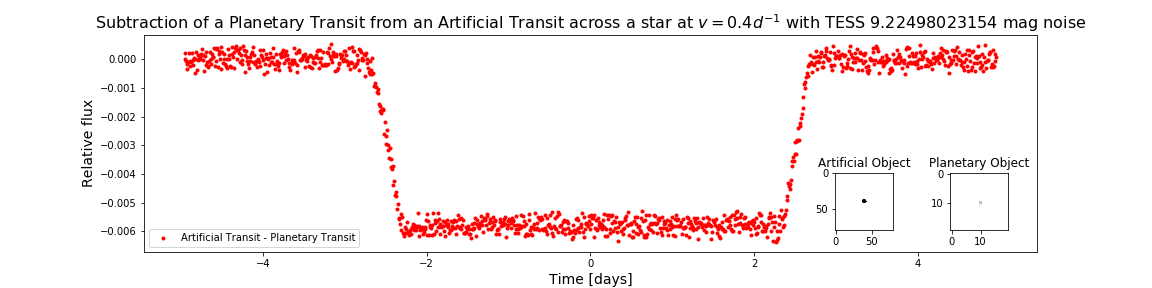 Subtraction of a Planetary Transit from an Artificial Transit across a star at v = 0.4d⁻¹ with TESS 9.22498023154 mag noise
Relative flux
0.000
−0.001
−0.002
−0.003
−0.004
−0.005
−0.006
Artificial Transit - Planetary Transit
Artificial Object
0
50
0 50
Planetary Object
0
10
0 10
−4 −2 0 2 4
Time [days]